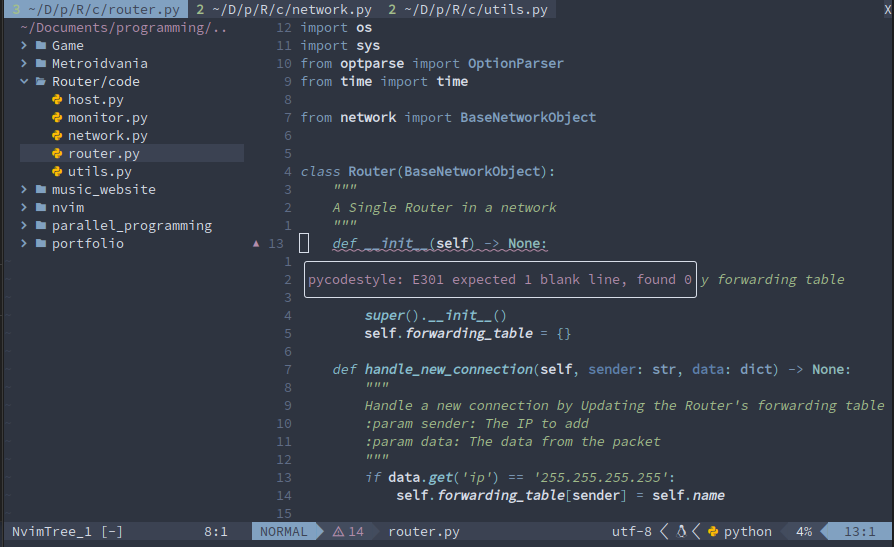 3 ~/D/p/R/c/router.py 2 ~/D/p/R/c/network.py 2 ~/D/p/R/c/utils.py X
~/Documents/programming/..
Game
Metroidvania
Router/code
host.py
monitor.py
network.py
router.py
utils.py
music_website
nvim
parallel_programming
portfolio
12 import os
11 import sys
10 from optparse import OptionParser
9 from time import time
8
7 from network import BaseNetworkObject
6
5
4 class Router(BaseNetworkObject):
3 """
2 A Single Router in a network
1 """
13 def __init__(self) -> None:
1
2 pycodestyle: E301 expected 1 blank line, found 0 y forwarding table
3
4 super().__init__()
5 self.forwarding_table = {}
6
7 def handle_new_connection(self, sender: str, data: dict) -> None:
8 """
9 Handle a new connection by Updating the Router's forwarding table
10 :param sender: The IP to add
11 :param data: The data from the packet
12 """
13 if data.get('ip') == '255.255.255.255':
14 self.forwarding_table[sender] = self.name
15
NvimTree_1 [-] 8:1 NORMAL ⚠ 14 router.py utf-8 python 4% 13:1